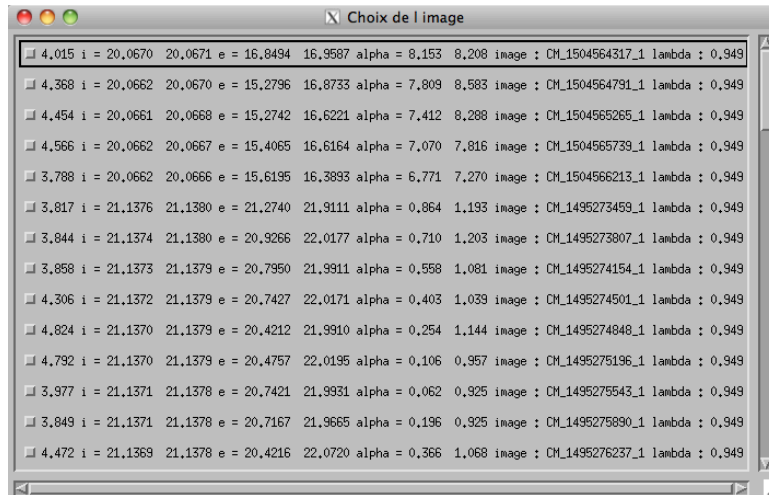 X Choix de l image
4.015 i = 20.0670 20.0671 e = 16.8494 16.9587 alpha = 8.153 8.208 image : CM_1504564317_1 lambda : 0.949
4.368 i = 20.0662 20.0670 e = 15.2796 16.8733 alpha = 7.809 8.583 image : CM_1504564791_1 lambda : 0.949
4.454 i = 20.0661 20.0668 e = 15.2742 16.6221 alpha = 7.412 8.288 image : CM_1504565265_1 lambda : 0.949
4.566 i = 20.0662 20.0667 e = 15.4065 16.6164 alpha = 7.070 7.816 image : CM_1504565739_1 lambda : 0.949
3.788 i = 20.0662 20.0666 e = 15.6195 16.3893 alpha = 6.771 7.270 image : CM_1504566213_1 lambda : 0.949
3.817 i = 21.1376 21.1380 e = 21.2740 21.9111 alpha = 0.864 1.193 image : CM_1495273459_1 lambda : 0.949
3.844 i = 21.1374 21.1380 e = 20.9266 22.0177 alpha = 0.710 1.203 image : CM_1495273807_1 lambda : 0.949
3.858 i = 21.1373 21.1379 e = 20.7950 21.9911 alpha = 0.558 1.081 image : CM_1495274154_1 lambda : 0.949
4.306 i = 21.1372 21.1379 e = 20.7427 22.0171 alpha = 0.403 1.039 image : CM_1495274501_1 lambda : 0.949
4.824 i = 21.1370 21.1379 e = 20.4212 21.9910 alpha = 0.254 1.144 image : CM_1495274848_1 lambda : 0.949
4.792 i = 21.1370 21.1379 e = 20.4757 22.0195 alpha = 0.106 0.957 image : CM_1495275196_1 lambda : 0.949
3.977 i = 21.1371 21.1378 e = 20.7421 21.9931 alpha = 0.062 0.925 image : CM_1495275543_1 lambda : 0.949
3.849 i = 21.1371 21.1378 e = 20.7167 21.9665 alpha = 0.196 0.925 image : CM_1495275890_1 lambda : 0.949
4.472 i = 21.1369 21.1378 e = 20.4216 22.0720 alpha = 0.366 1.068 image : CM_1495276237_1 lambda : 0.949